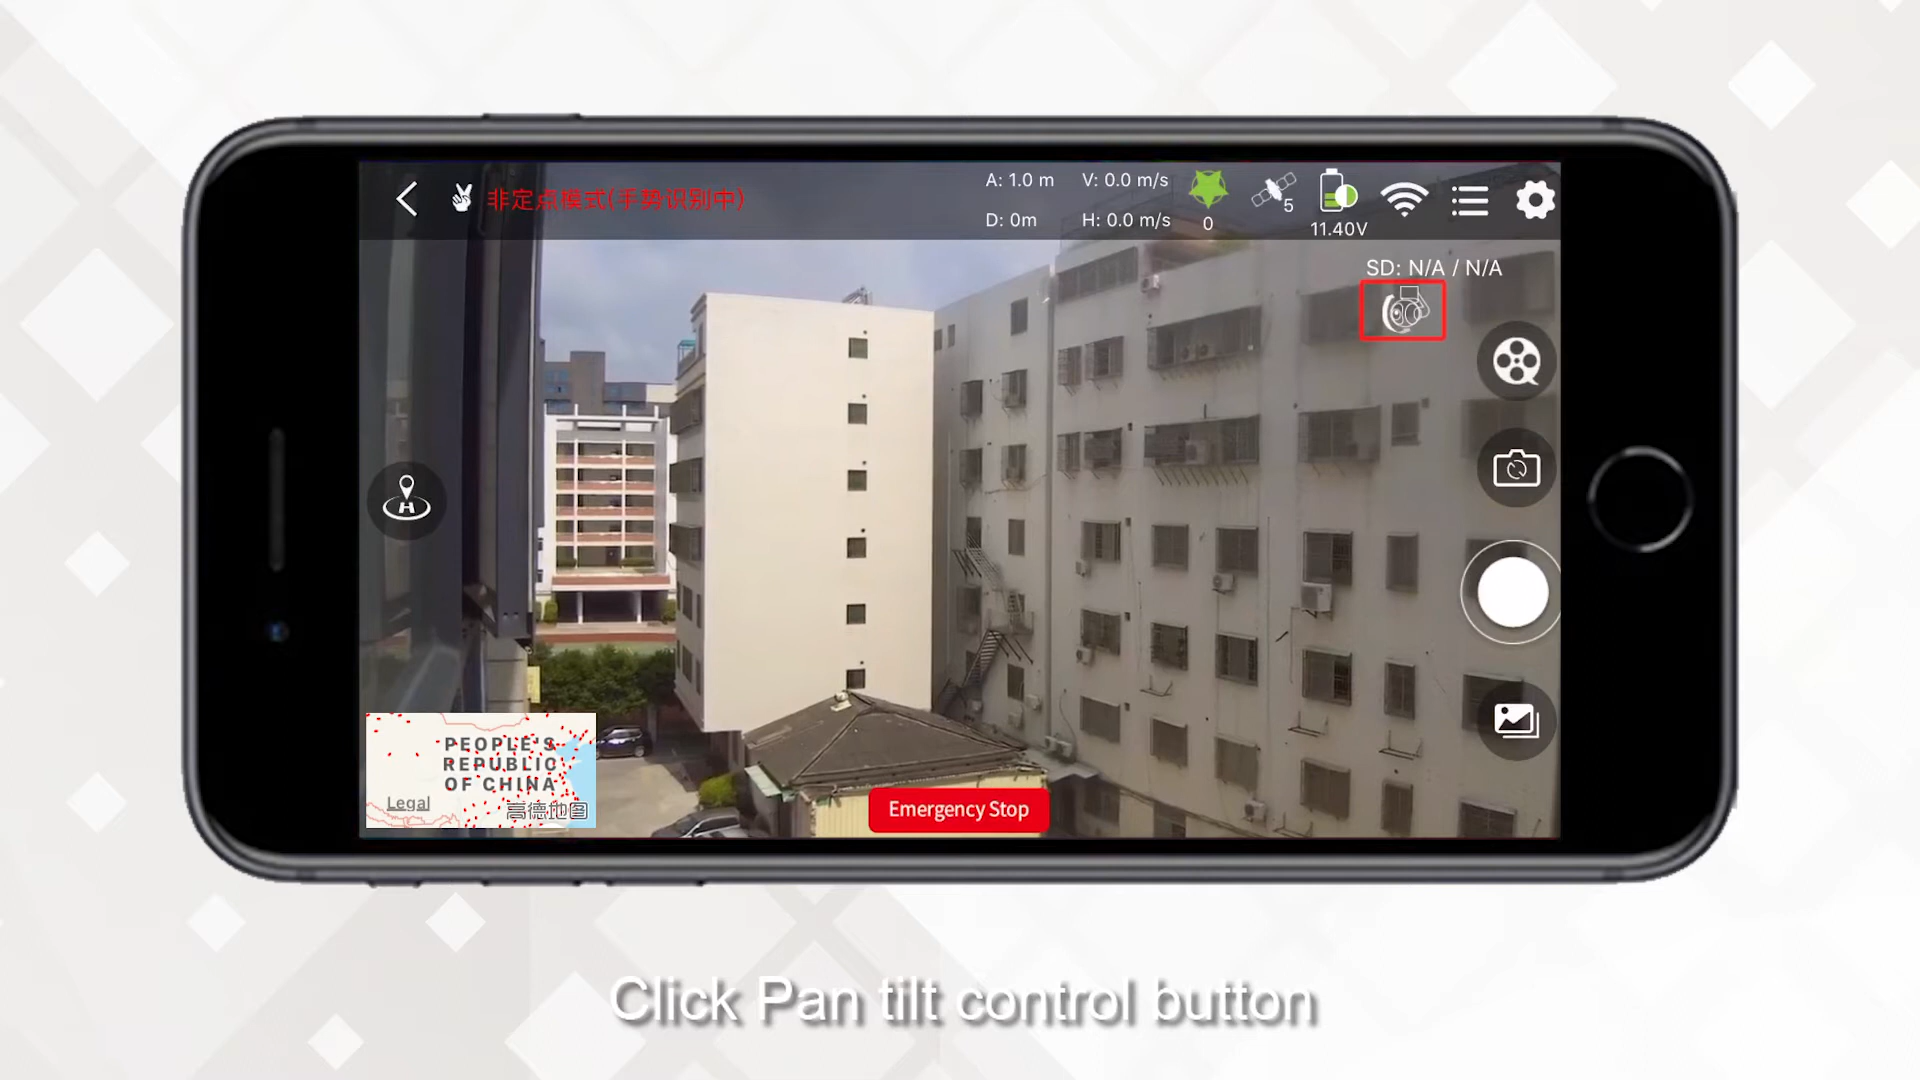 非定点模式(手势识别中)
A: 1.0 m
V: 0.0 m/s
D: 0m
H: 0.0 m/s
0
5
11.40V
SD: N/A / N/A
H
PEOPLE'S
REPUBLIC
OF CHINA
Legal
高德地图
Emergency Stop
Click Pan tilt control button